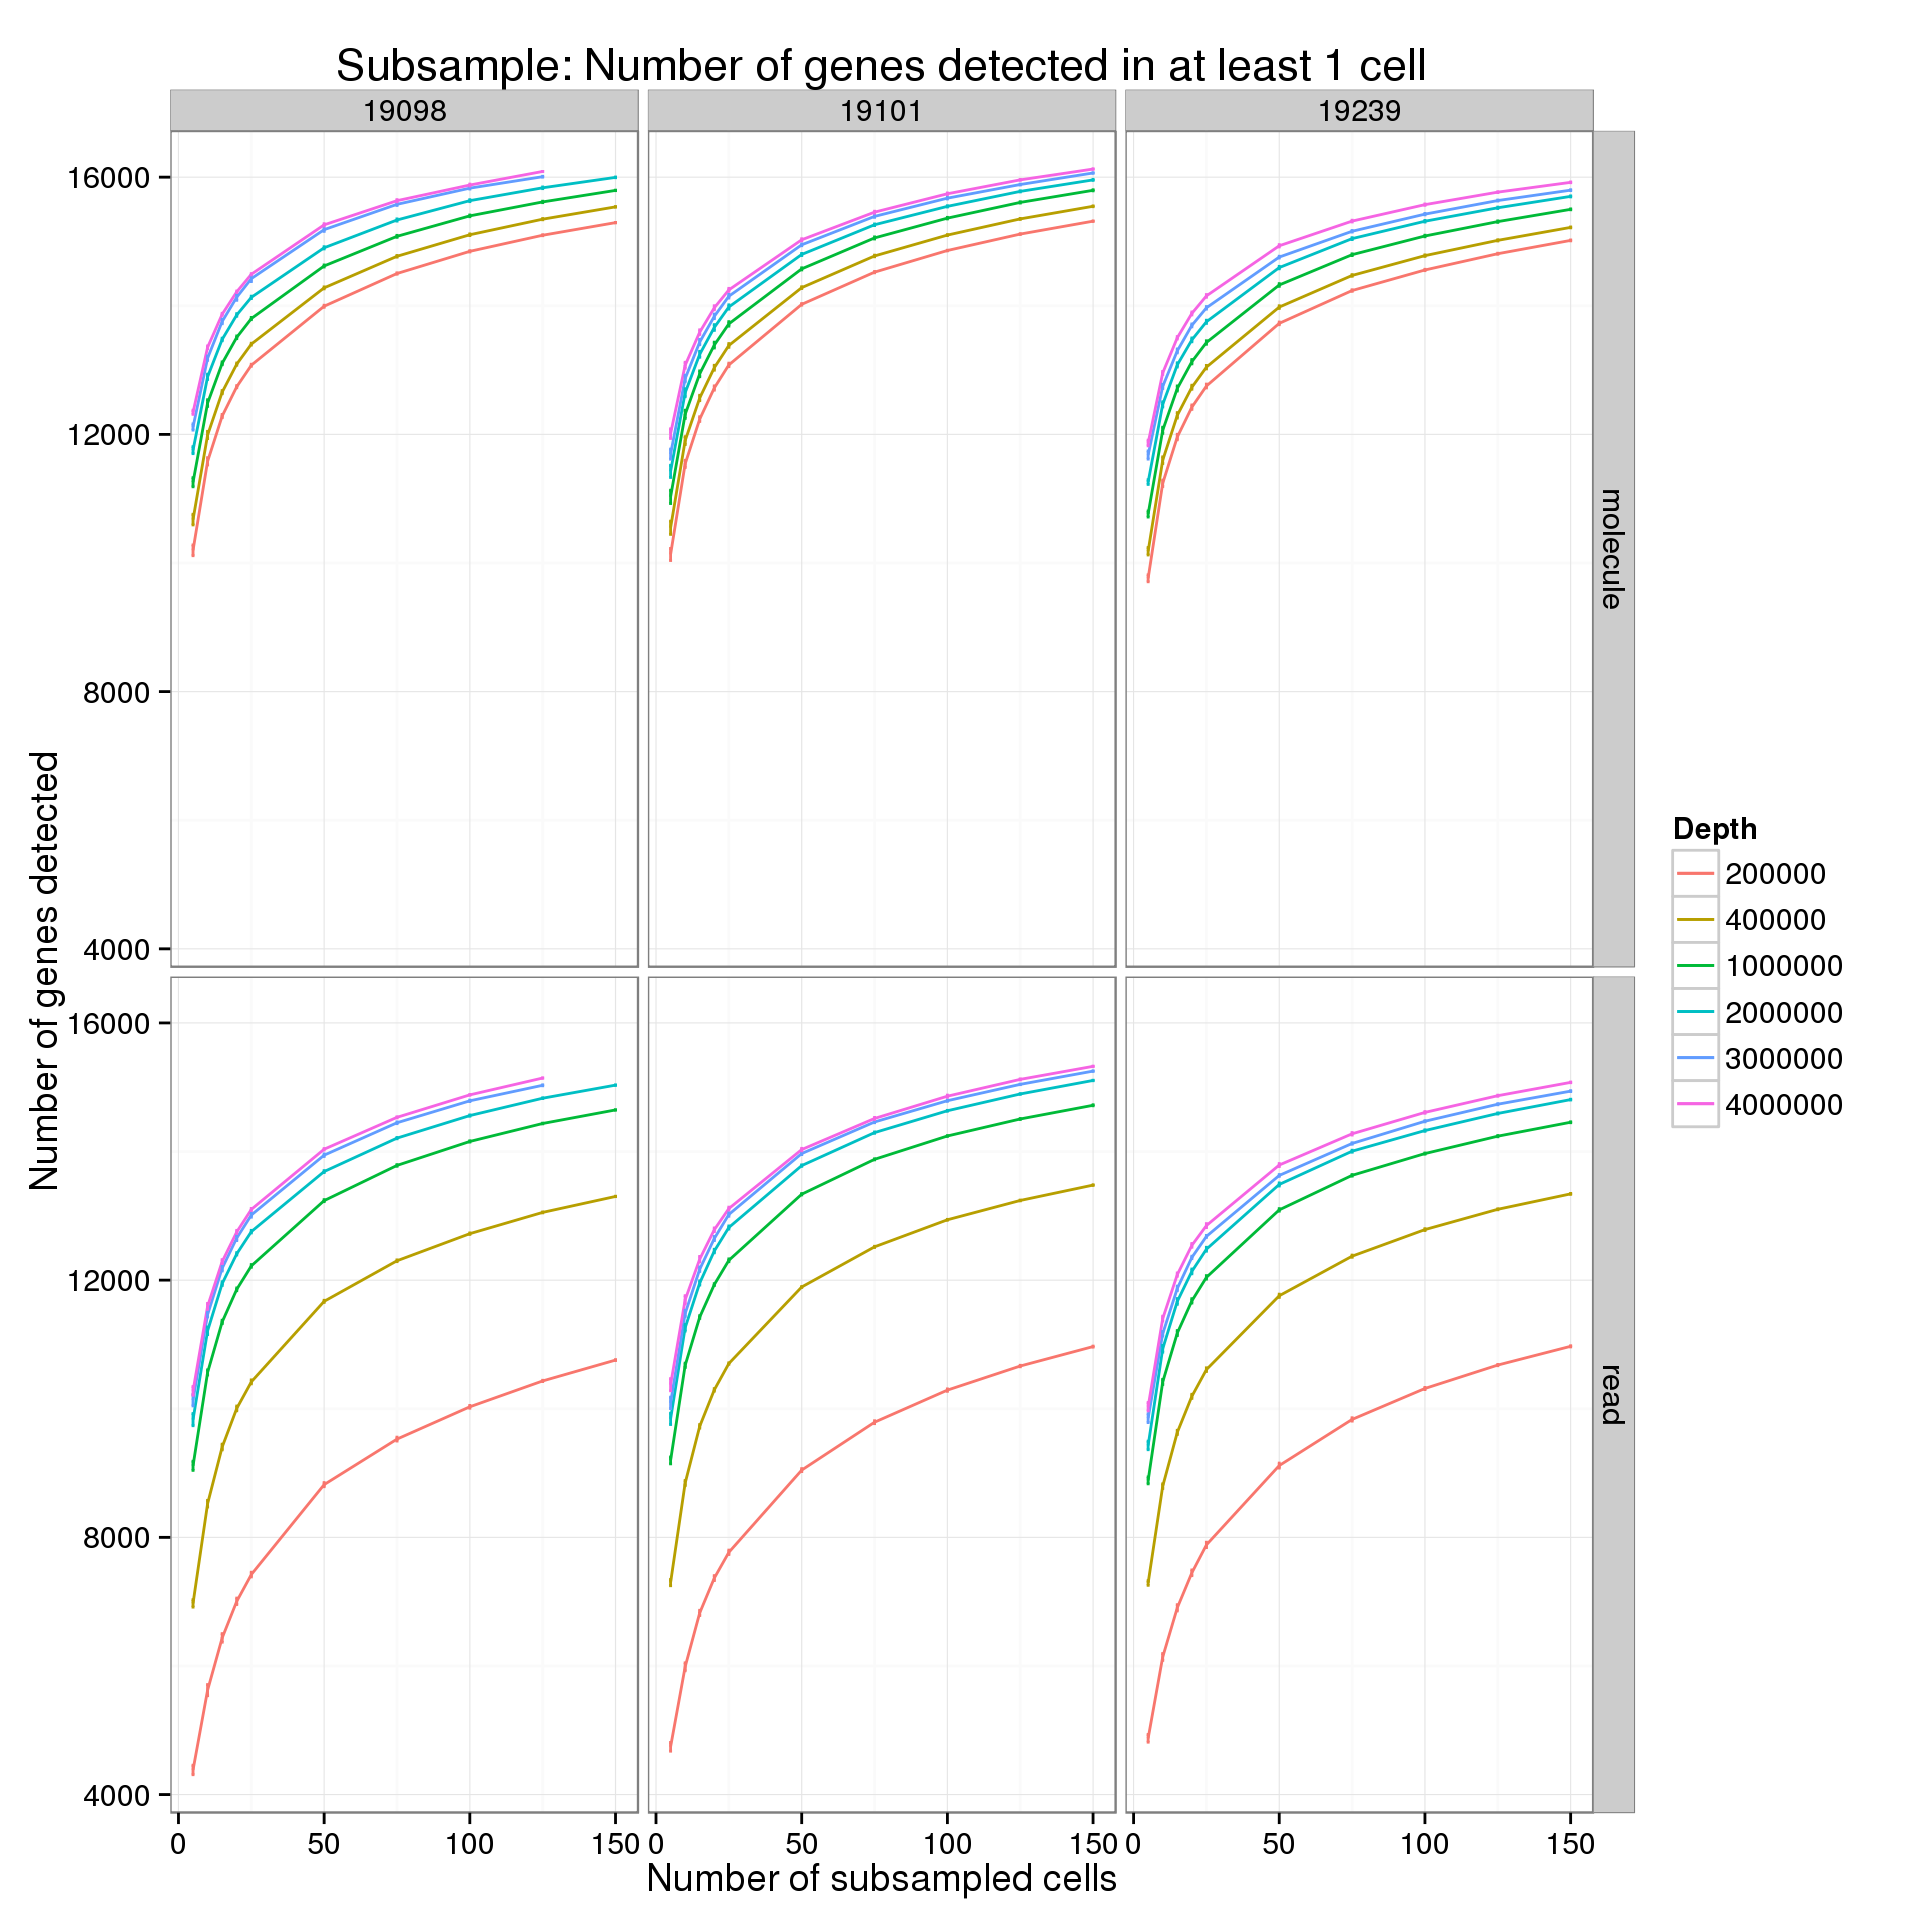 Subsample: Number of genes detected in at least 1 cell
19098 19101 19239
16000
12000
8000
4000
molecule
Number of genes detected
16000
12000
8000
4000
read
0 50 100 150 0 50 100 150 0 50 100 150
Number of subsampled cells
Depth
200000
400000
1000000
2000000
3000000
4000000